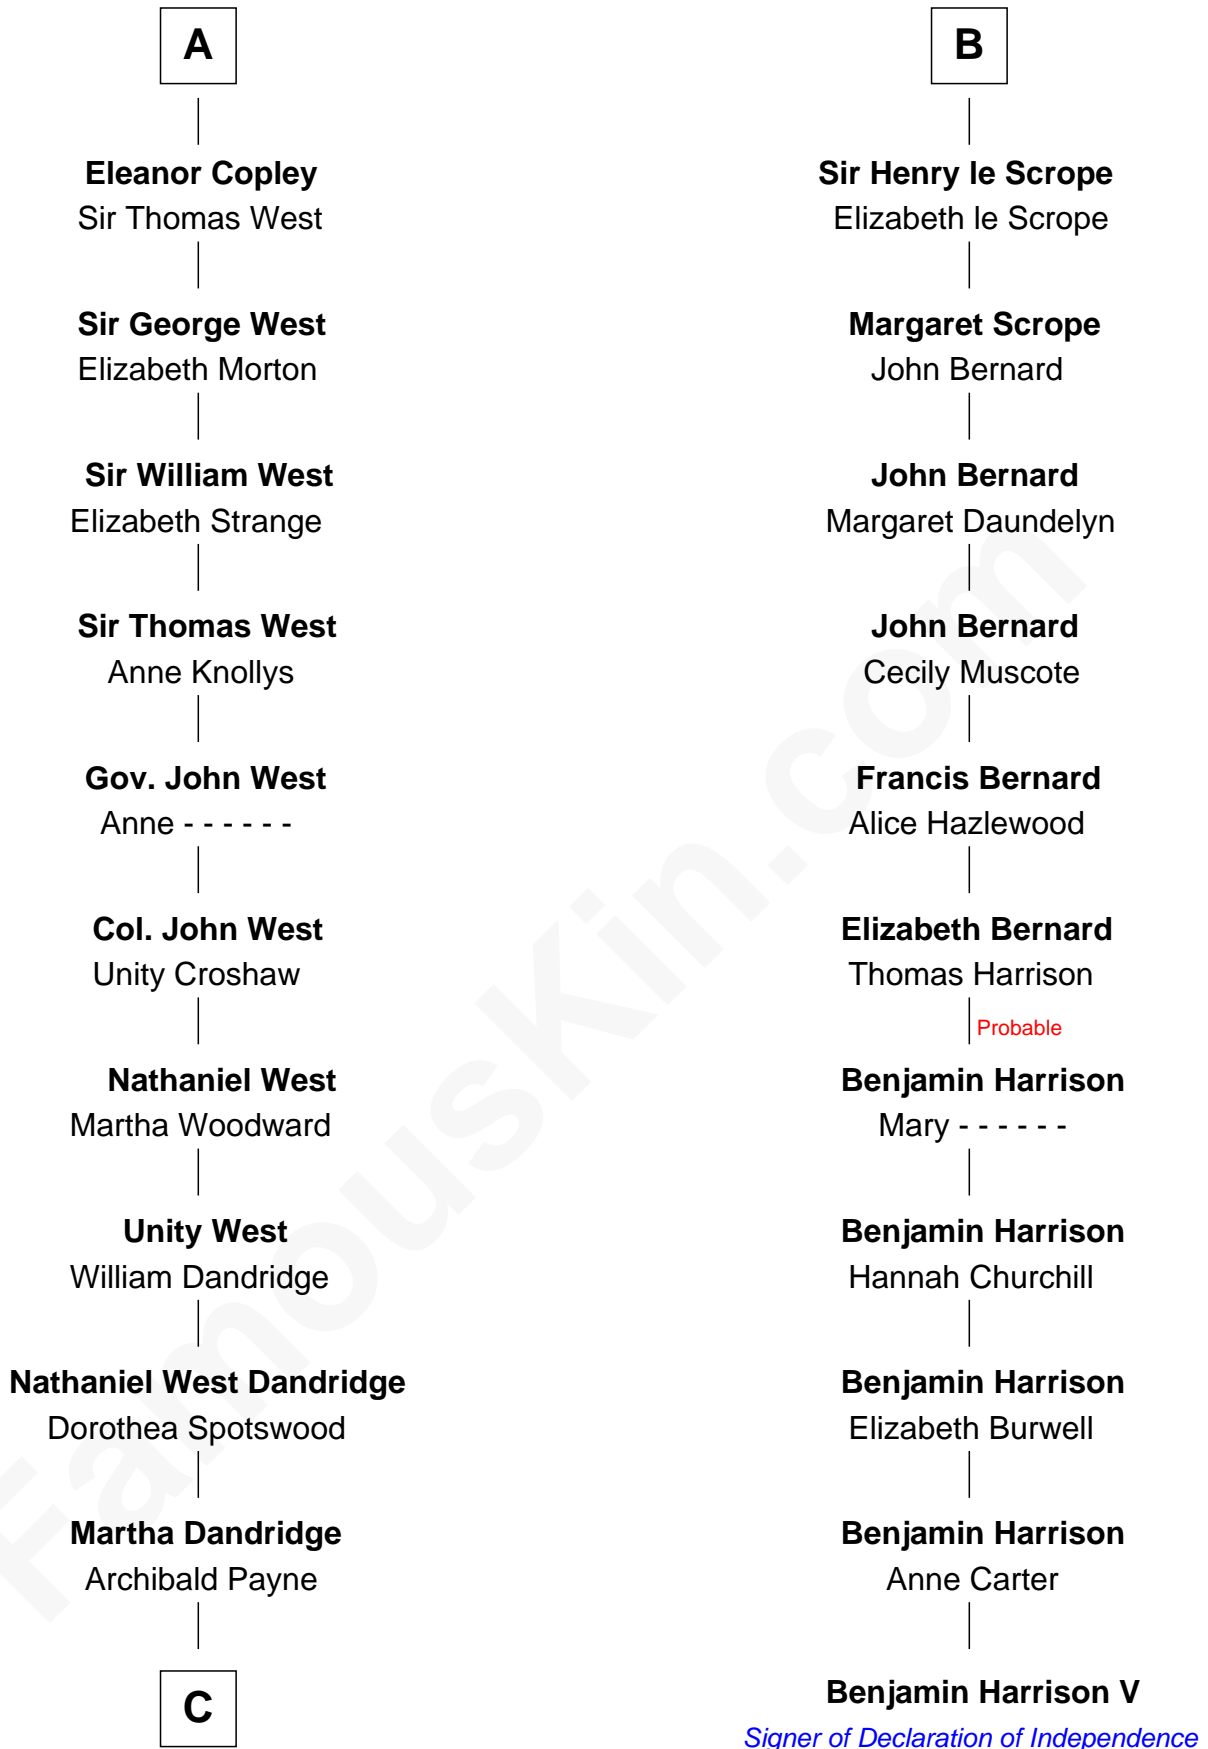 A
Eleanor Copley
Sir Thomas West
Sir George West
Elizabeth Morton
Sir William West
Elizabeth Strange
Sir Thomas West
Anne Knollys
Gov. John West
Anne - - - - - -
Col. John West
Unity Croshaw
Nathaniel West
Martha Woodward
Unity West
William Dandridge
Nathaniel West Dandridge
Dorothea Spotswood
Martha Dandridge
Archibald Payne
C
B
Sir Henry le Scrope
Elizabeth le Scrope
Margaret Scrope
John Bernard
John Bernard
Margaret Daundelyn
John Bernard
Cecily Muscote
Francis Bernard
Alice Hazlewood
Elizabeth Bernard
Thomas Harrison
Probable
Benjamin Harrison
Mary - - - - - -
Benjamin Harrison
Hannah Churchill
Benjamin Harrison
Elizabeth Burwell
Benjamin Harrison
Anne Carter
Benjamin Harrison V
Signer of Declaration of Independence
FamousKin.com